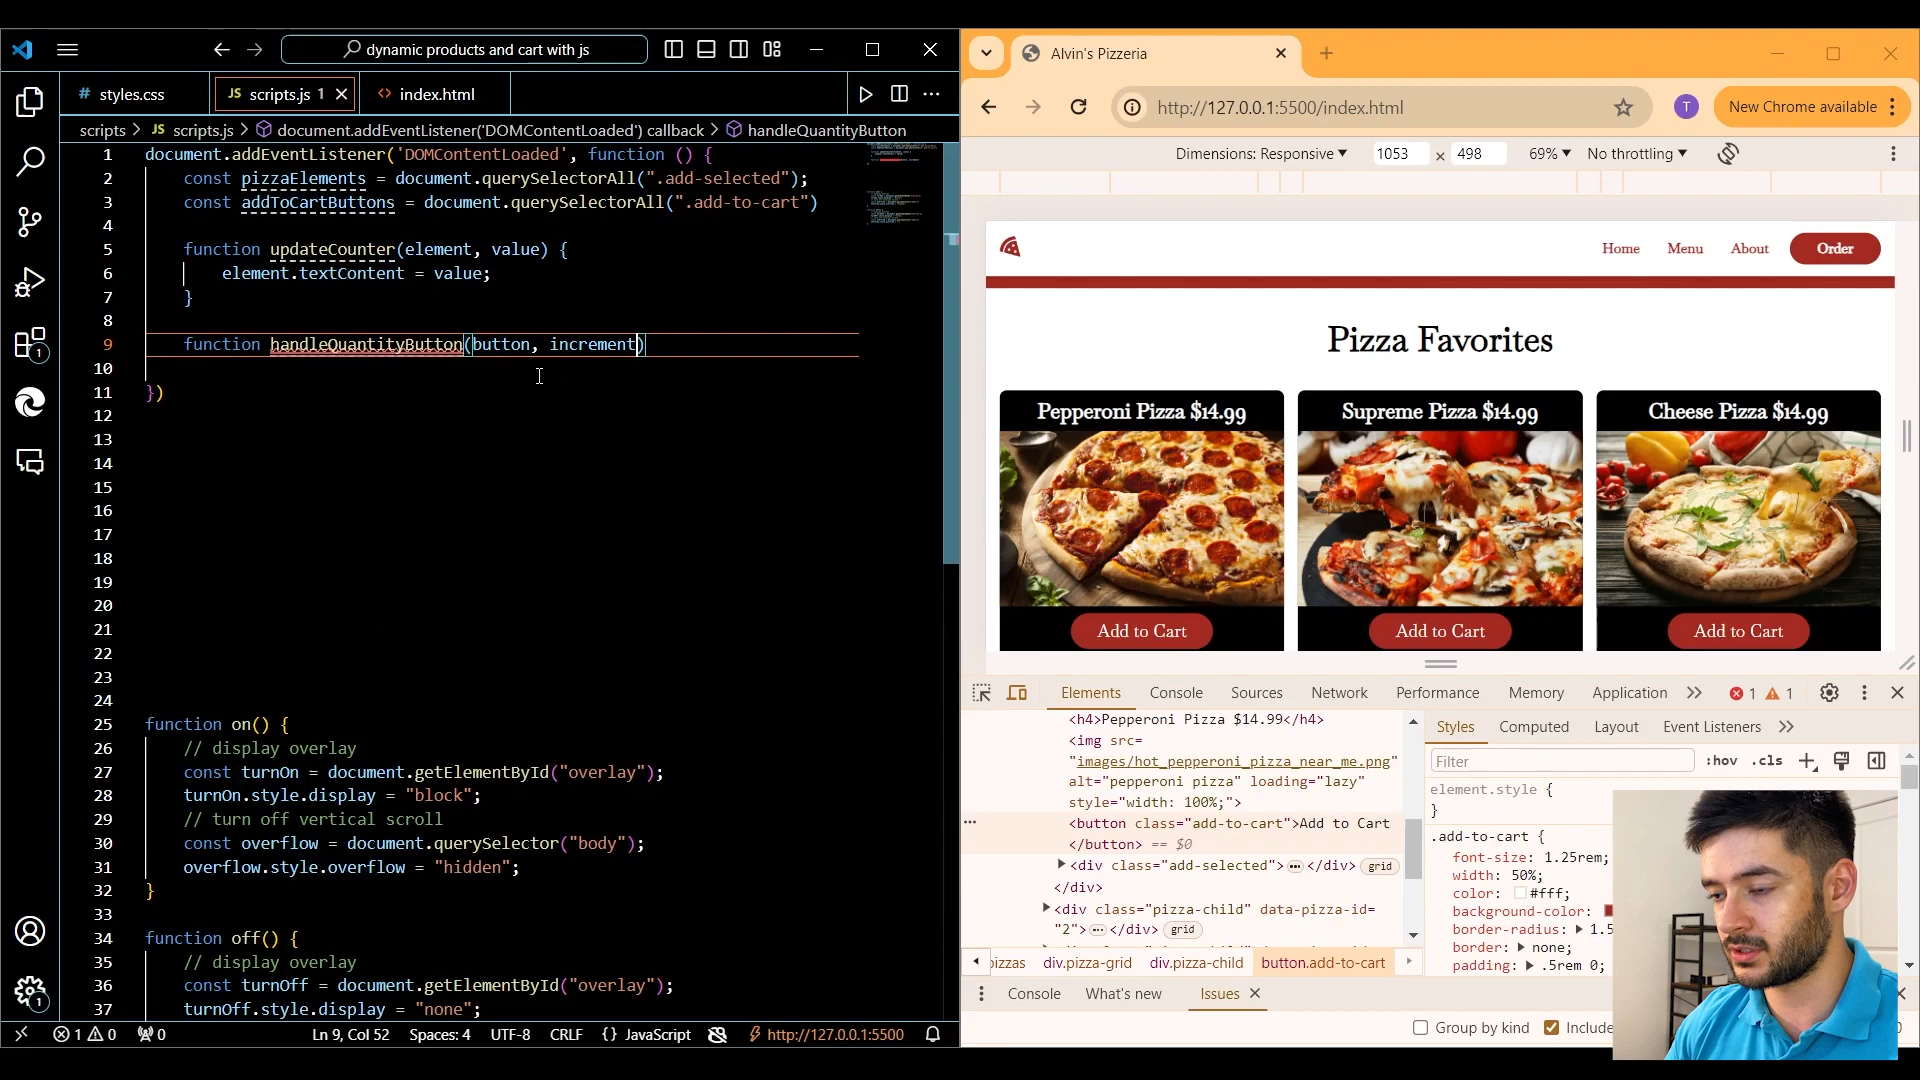 dynamic products and cart with js
# styles.css
JS scripts.js 1
<> index.html
scripts > JS scripts.js > document.addEventListener('DOMContentLoaded') callback > handleQuantityButton
1 document.addEventListener('DOMContentLoaded', function () {
2 const pizzaElements = document.querySelectorAll(".add-selected");
3 const addToCartButtons = document.querySelectorAll(".add-to-cart")
4
5 function updateCounter(element, value) {
6 element.textContent = value;
7 }
8
9 function handleQuantityButton(button, increment)
10
11 })
12
13
14
15
16
17
18
19
20
21
22
23
24
25 function on() {
26 // display overlay
27 const turnOn = document.getElementById("overlay");
28 turnOn.style.display = "block";
29 // turn off vertical scroll
30 const overflow = document.querySelector("body");
31 overflow.style.overflow = "hidden";
32 }
33
34 function off() {
35 // display overlay
36 const turnOff = document.getElementById("overlay");
37 turnOff.style.display = "none";
1
1
1 0 0 Ln 9, Col 52 Spaces: 4 UTF-8 CRLF {} JavaScript http://127.0.0.1:5500
Alvin's Pizzeria
http://127.0.0.1:5500/index.html
T
New Chrome available
Dimensions: Responsive 1053 × 498 69% No throttling
Home Menu About Order
Pizza Favorites
Pepperoni Pizza $14.99
Supreme Pizza $14.99
Cheese Pizza $14.99
Add to Cart
Add to Cart
Add to Cart
Elements Console Sources Network Performance Memory Application 1 1
<h4>Pepperoni Pizza $14.99</h4>
<img src=
"images/hot_pepperoni_pizza_near_me.png"
alt="pepperoni pizza" loading="lazy"
style="width: 100%;">
<button class="add-to-cart">Add to Cart
</button> == $0
<div class="add-selected">…</div> grid
</div>
<div class="pizza-child" data-pizza-id=
"2">…</div> grid
izzas div.pizza-grid div.pizza-child button.add-to-cart
Styles Computed Layout Event Listeners
Filter :hov .cls
element.style {
}
.add-to-cart {
font-size: 1.25rem;
width: 50%;
color: #fff;
background-color:
border-radius: 1.5
border: none;
padding: .5rem 0;
Console What's new Issues
Group by kind Include